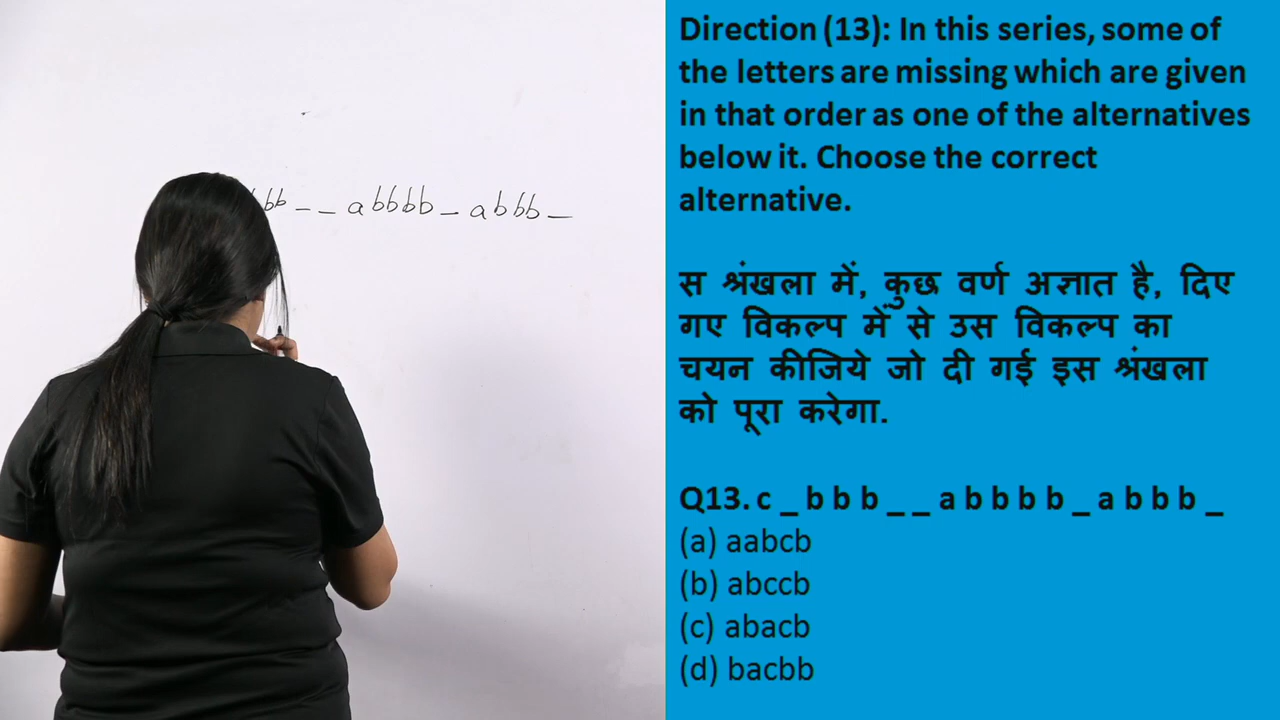 bb _ _ a bbbb _ a b bb _
Direction (13): In this series, some of
the letters are missing which are given
in that order as one of the alternatives
below it. Choose the correct
alternative.
स श्रंखला में, कुछ वर्ण अज्ञात है, दिए
गए विकल्प में से उस विकल्प का
चयन कीजिये जो दी गई इस श्रंखला
को पूरा करेगा.
Q13. c _ b b b _ _ a b b b b _ a b b b _
(a) aabcb
(b) abccb
(c) abacb
(d) bacbb